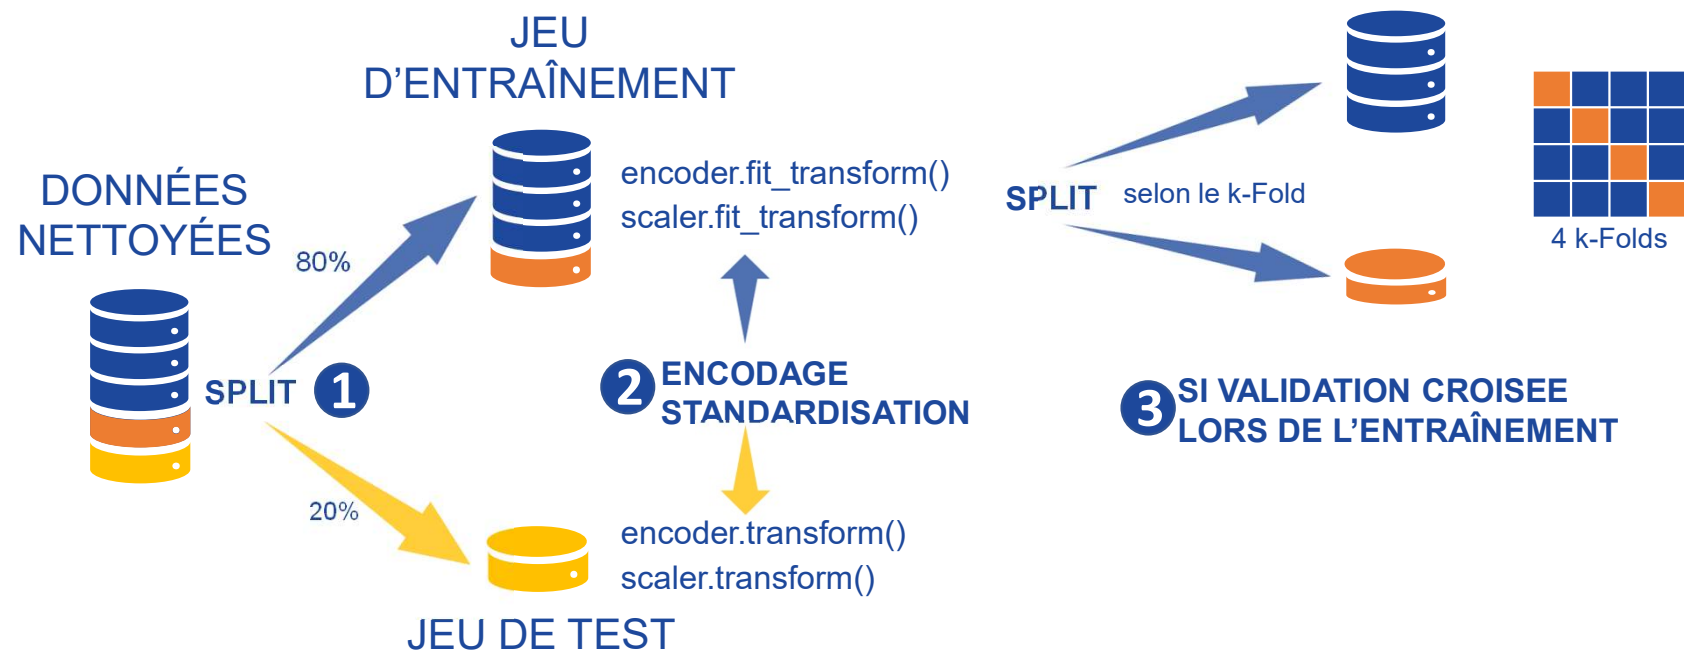 DONNÉES
NETTOYÉES
SPLIT 1
80%
20%
JEU
D'ENTRAÎNEMENT
encoder.fit_transform()
scaler.fit_transform()
2 ENCODAGE
STANDARDISATION
encoder.transform()
scaler.transform()
JEU DE TEST
SPLIT selon le k-Fold
4 k-Folds
3 SI VALIDATION CROISEE
LORS DE L'ENTRAÎNEMENT